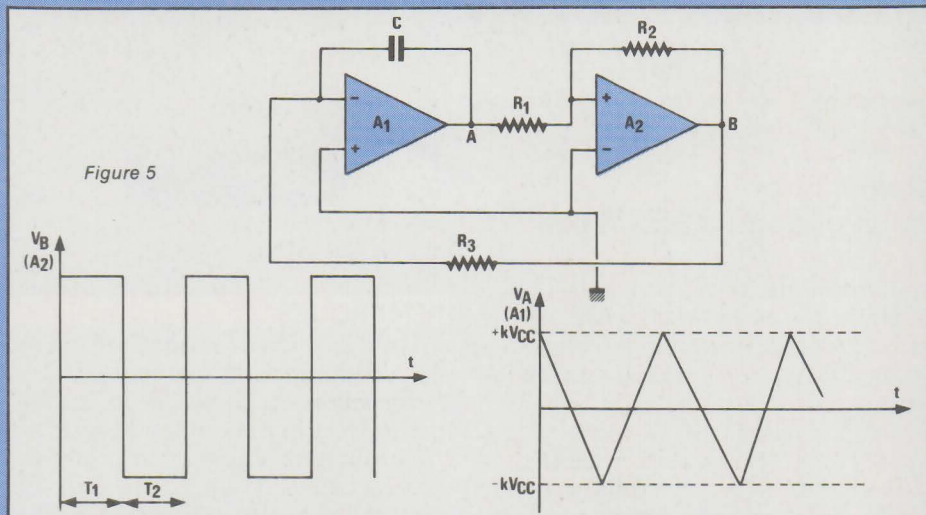 C
R2
−
A1
+
A
R1
+
A2
−
B
Figure 5
R3
VB
(A2)
t
T1
T2
VA
(A1)
+kVCC
t
−kVCC